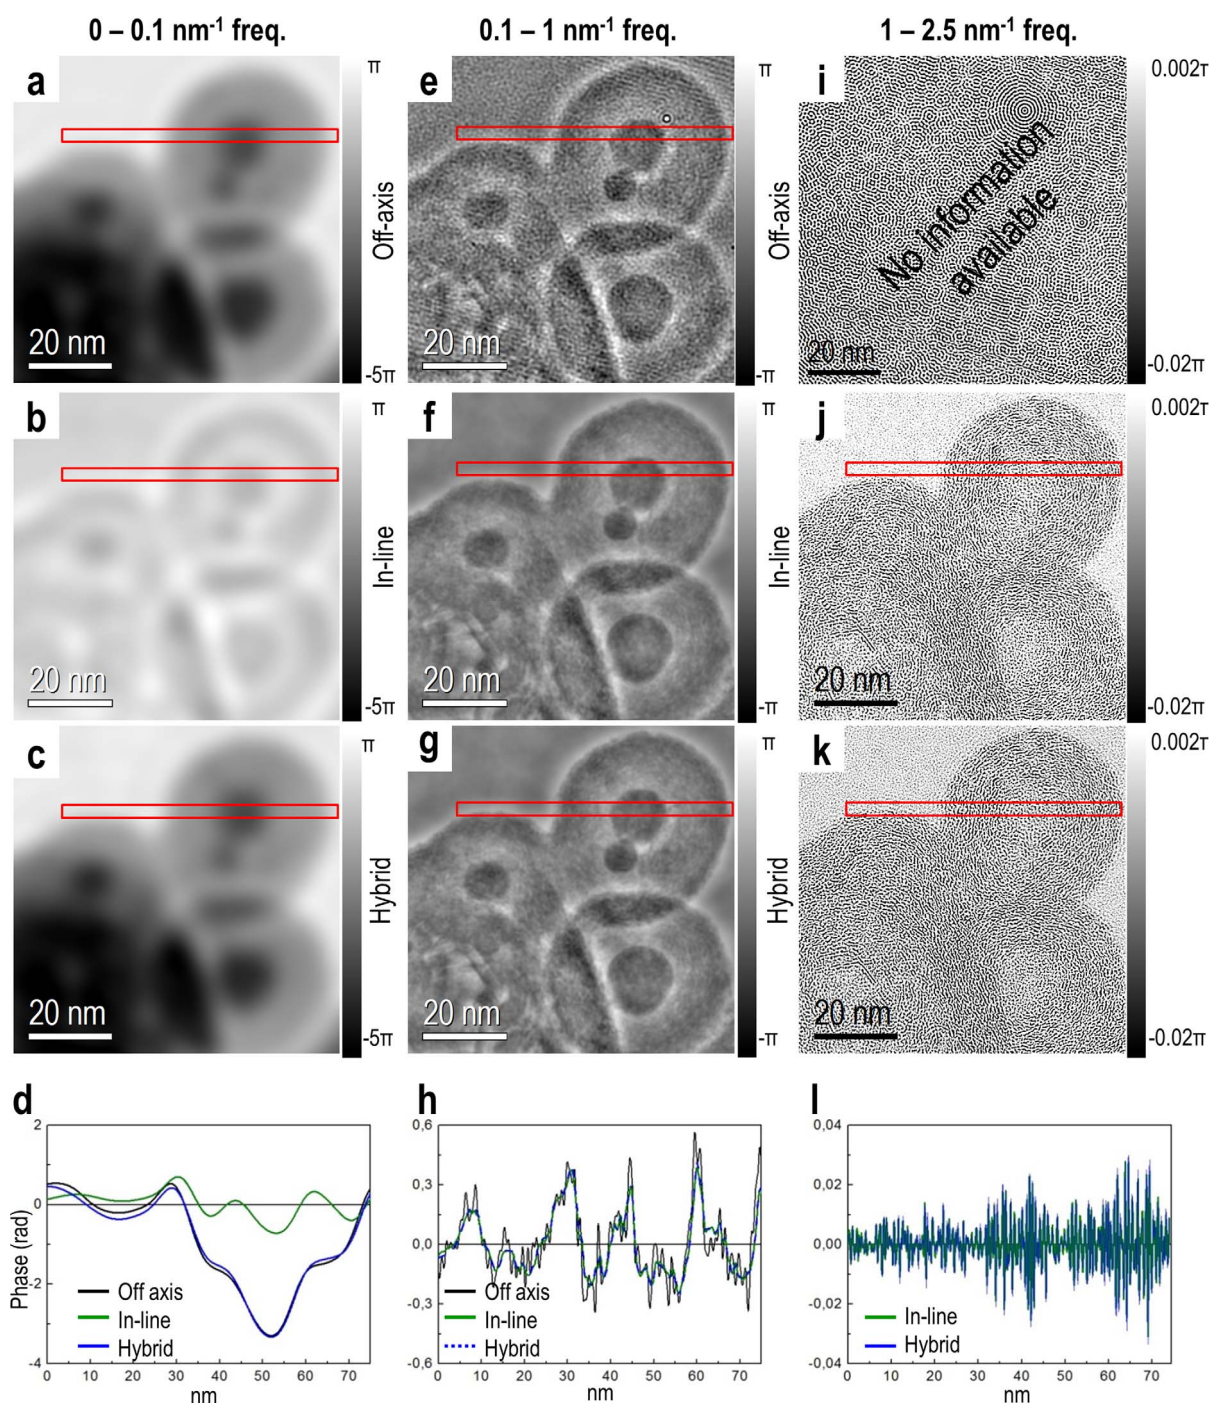 0 – 0.1 nm⁻¹ freq.
0.1 – 1 nm⁻¹ freq.
1 – 2.5 nm⁻¹ freq.
a
π
Off-axis
-5π
20 nm
e
π
Off-axis
-π
20 nm
i
0.002π
No information
available
-0.02π
20 nm
b
π
In-line
-5π
20 nm
f
π
In-line
-π
20 nm
j
0.002π
-0.02π
20 nm
c
π
Hybrid
-5π
20 nm
g
π
Hybrid
-π
20 nm
k
0.002π
-0.02π
20 nm
d
2
0
-2
-4
Phase (rad)
Off axis
In-line
Hybrid
0 10 20 30 40 50 60 70
nm
h
0,6
0,3
0,0
-0,3
-0,6
Off axis
In-line
Hybrid
0 10 20 30 40 50 60 70
nm
l
0,04
0,02
0,00
-0,02
-0,04
In-line
Hybrid
0 10 20 30 40 50 60 70
nm